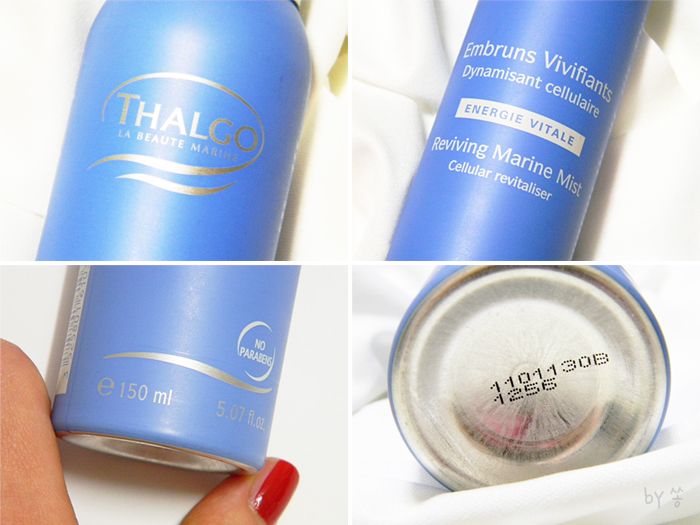 THALGO
LA BEAUTE MARINE
Embruns Vivifiants
Dynamisant cellulaire
ENERGIE VITALE
Reviving Marine Mist
Cellular revitaliser
NO
PARABENS
e 150 ml
5.07 fl.oz.
1101130B
1256
by 쏭